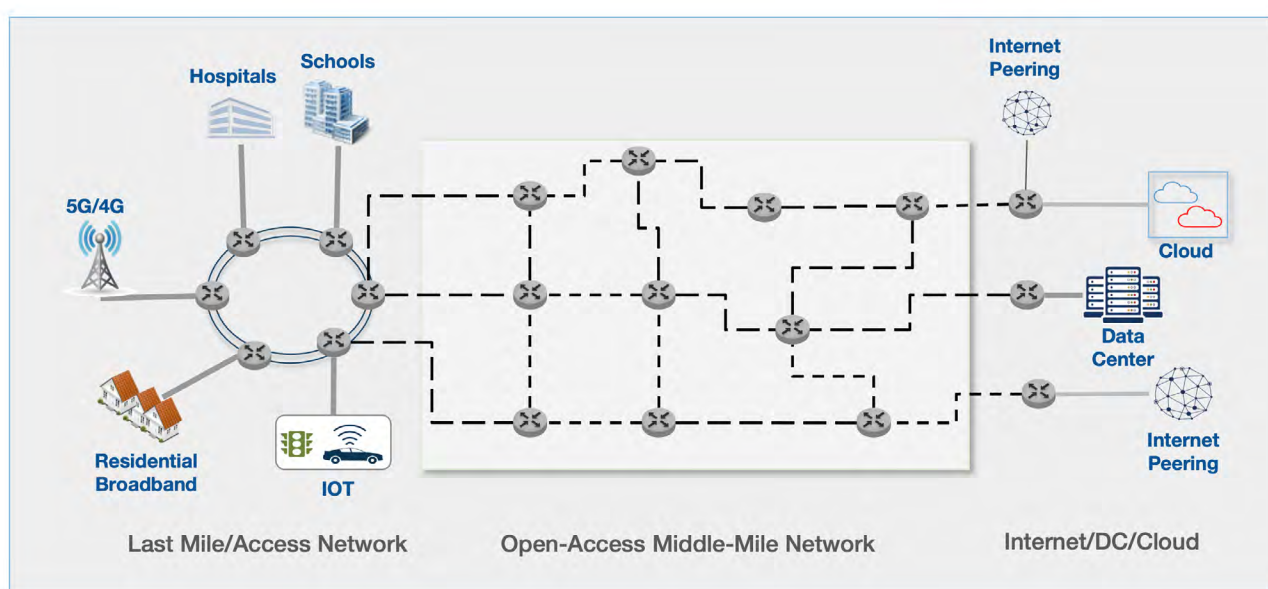 Hospitals
Schools
5G/4G
Residential
Broadband
IOT
Internet
Peering
Cloud
Data
Center
Internet
Peering
Last Mile/Access Network
Open-Access Middle-Mile Network
Internet/DC/Cloud